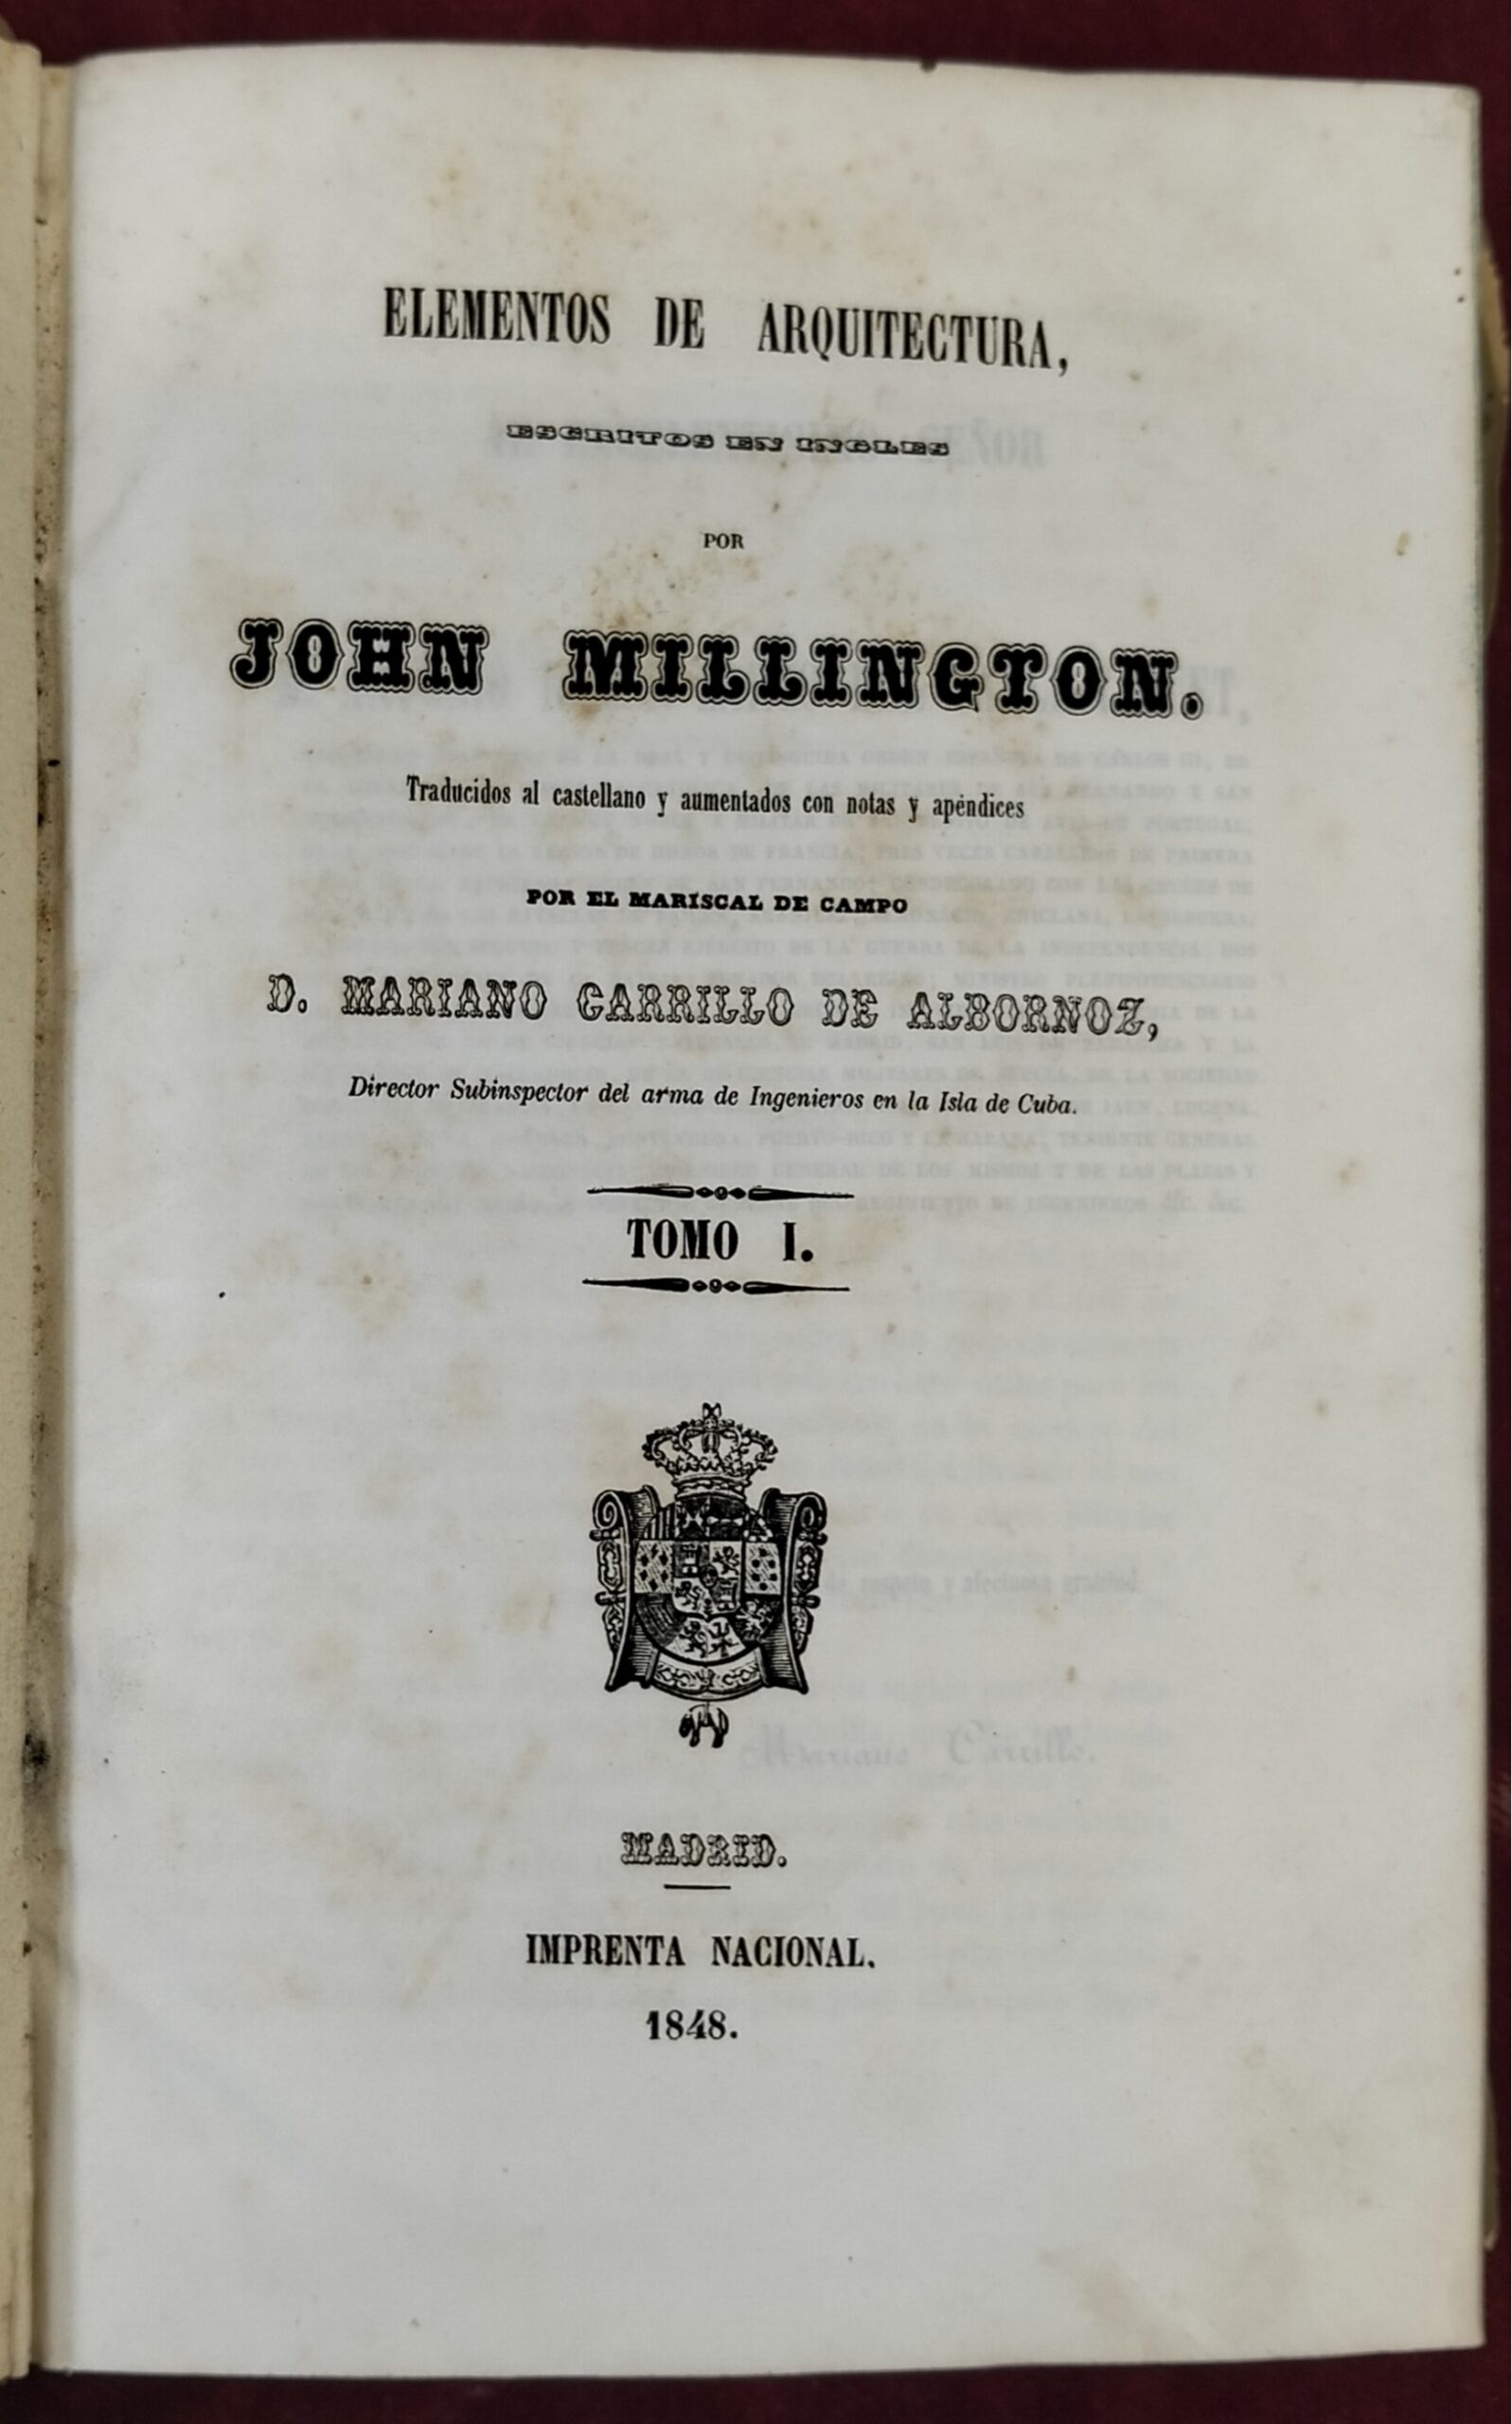 ELEMENTOS DE ARQUITECTURA,
ESCRITOS EN INGLES
POR
JOHN MILLINGTON.
Traducidos al castellano y aumentados con notas y apéndices
POR EL MARISCAL DE CAMPO
D. MARIANO CARRILLO DE ALBORNOZ,
Director Subinspector del arma de Ingenieros en la Isla de Cuba.
TOMO I.
MADRID.
IMPRENTA NACIONAL.
1848.